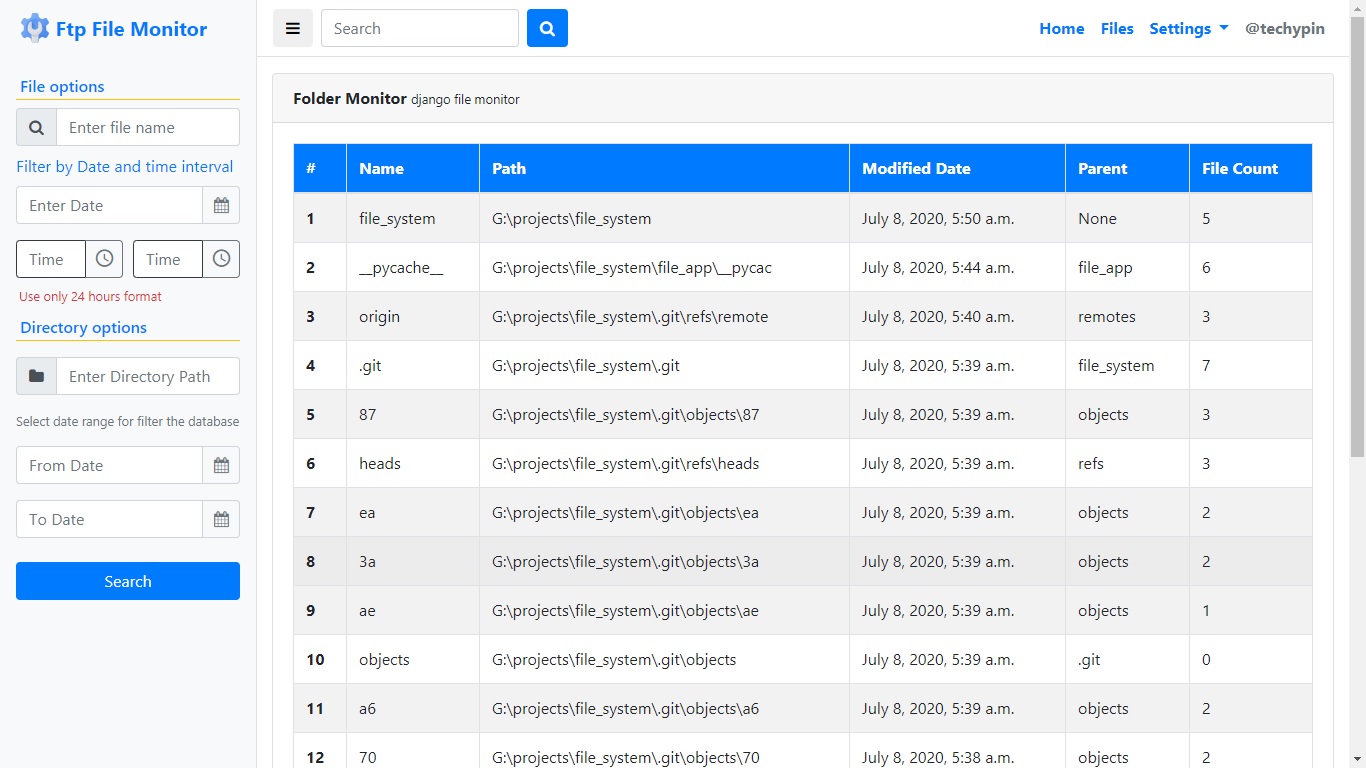 Ftp File Monitor
Search
Home Files Settings @techypin
File options
Enter file name
Filter by Date and time interval
Enter Date
Time Time
Use only 24 hours format
Directory options
Enter Directory Path
Select date range for filter the database
From Date
To Date
Search
Folder Monitor django file monitor
# Name Path Modified Date Parent File Count
1 file_system G:\projects\file_system July 8, 2020, 5:50 a.m. None 5
2 __pycache__ G:\projects\file_system\file_app\__pycac July 8, 2020, 5:44 a.m. file_app 6
3 origin G:\projects\file_system\.git\refs\remote July 8, 2020, 5:40 a.m. remotes 3
4 .git G:\projects\file_system\.git July 8, 2020, 5:39 a.m. file_system 7
5 87 G:\projects\file_system\.git\objects\87 July 8, 2020, 5:39 a.m. objects 3
6 heads G:\projects\file_system\.git\refs\heads July 8, 2020, 5:39 a.m. refs 3
7 ea G:\projects\file_system\.git\objects\ea July 8, 2020, 5:39 a.m. objects 2
8 3a G:\projects\file_system\.git\objects\3a July 8, 2020, 5:39 a.m. objects 2
9 ae G:\projects\file_system\.git\objects\ae July 8, 2020, 5:39 a.m. objects 1
10 objects G:\projects\file_system\.git\objects July 8, 2020, 5:39 a.m. .git 0
11 a6 G:\projects\file_system\.git\objects\a6 July 8, 2020, 5:39 a.m. objects 2
12 70 G:\projects\file_system\.git\objects\70 July 8, 2020, 5:38 a.m. objects 2